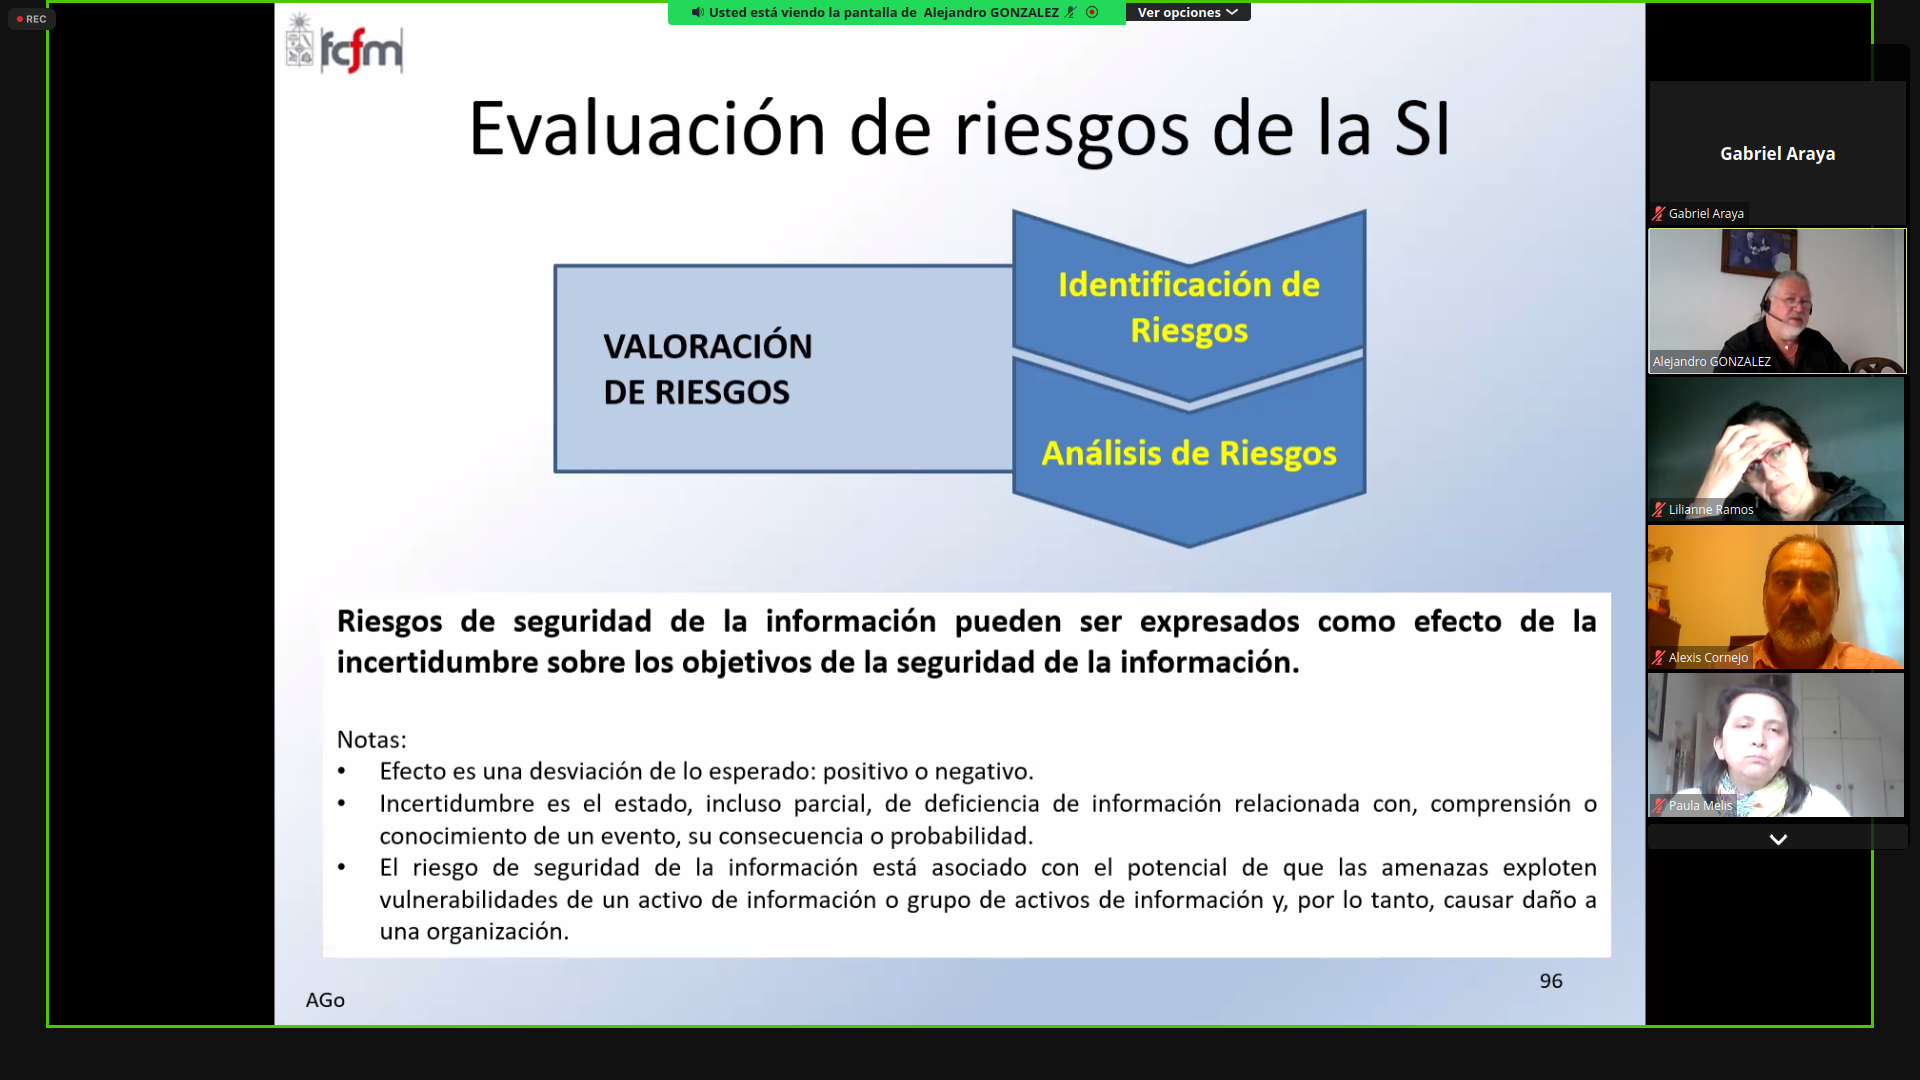 REC
Usted está viendo la pantalla de Alejandro GONZALEZ
Ver opciones
fcfm
Evaluación de riesgos de la SI
VALORACIÓN
DE RIESGOS
Identificación de
Riesgos
Análisis de Riesgos
Riesgos de seguridad de la información pueden ser expresados como efecto de la
incertidumbre sobre los objetivos de la seguridad de la información.
Notas:
• Efecto es una desviación de lo esperado: positivo o negativo.
• Incertidumbre es el estado, incluso parcial, de deficiencia de información relacionada con, comprensión o
conocimiento de un evento, su consecuencia o probabilidad.
• El riesgo de seguridad de la información está asociado con el potencial de que las amenazas exploten
vulnerabilidades de un activo de información o grupo de activos de información y, por lo tanto, causar daño a
una organización.
96
AGo
Gabriel Araya
Gabriel Araya
Alejandro GONZALEZ
Lilianne Ramos
Alexis Cornejo
Paula Melis